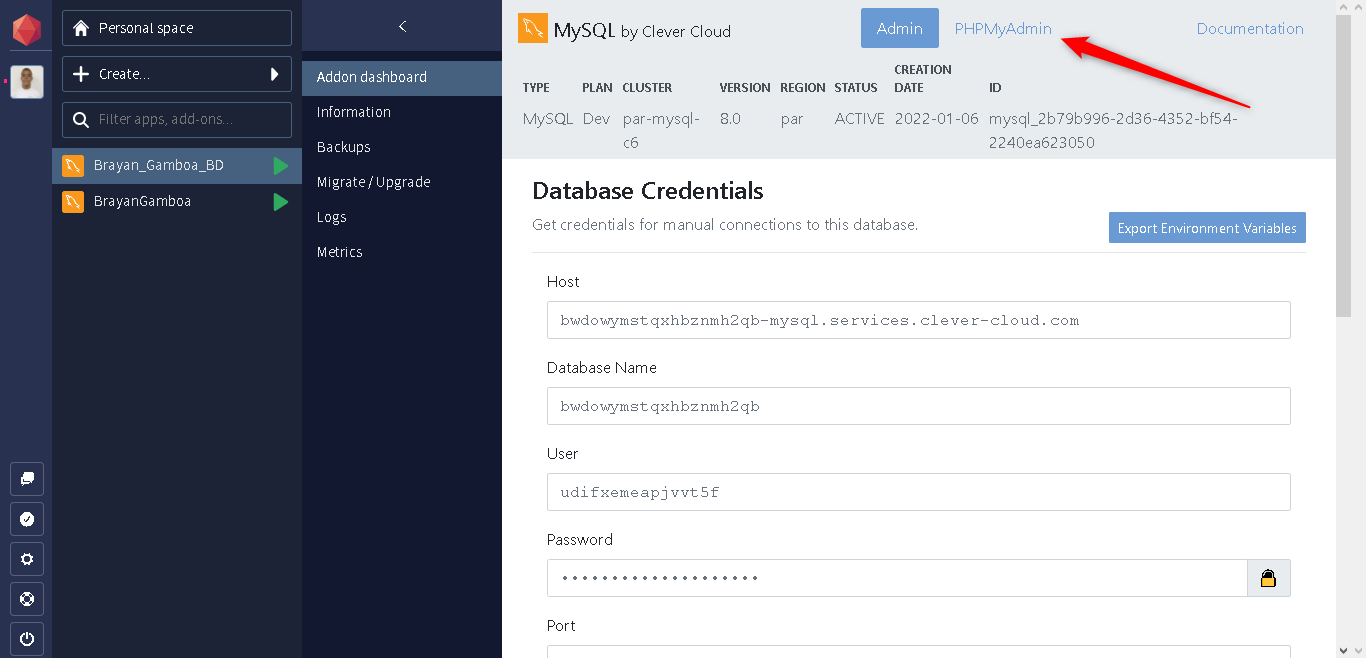 Personal space
Create...
Filter apps, add-ons...
Brayan_Gamboa_BD
BrayanGamboa
Addon dashboard
Information
Backups
Migrate / Upgrade
Logs
Metrics
MySQL by Clever Cloud
Admin
PHPMyAdmin
Documentation
TYPE PLAN CLUSTER VERSION REGION STATUS CREATION DATE ID
MySQL Dev par-mysql-c6 8.0 par ACTIVE 2022-01-06 mysql_2b79b996-2d36-4352-bf54-2240ea623050
Database Credentials
Get credentials for manual connections to this database.
Export Environment Variables
Host
bwdowymstqxhbznmh2qb-mysql.services.clever-cloud.com
Database Name
bwdowymstqxhbznmh2qb
User
udifxemeapjvvt5f
Password
••••••••••••••••••••
Port